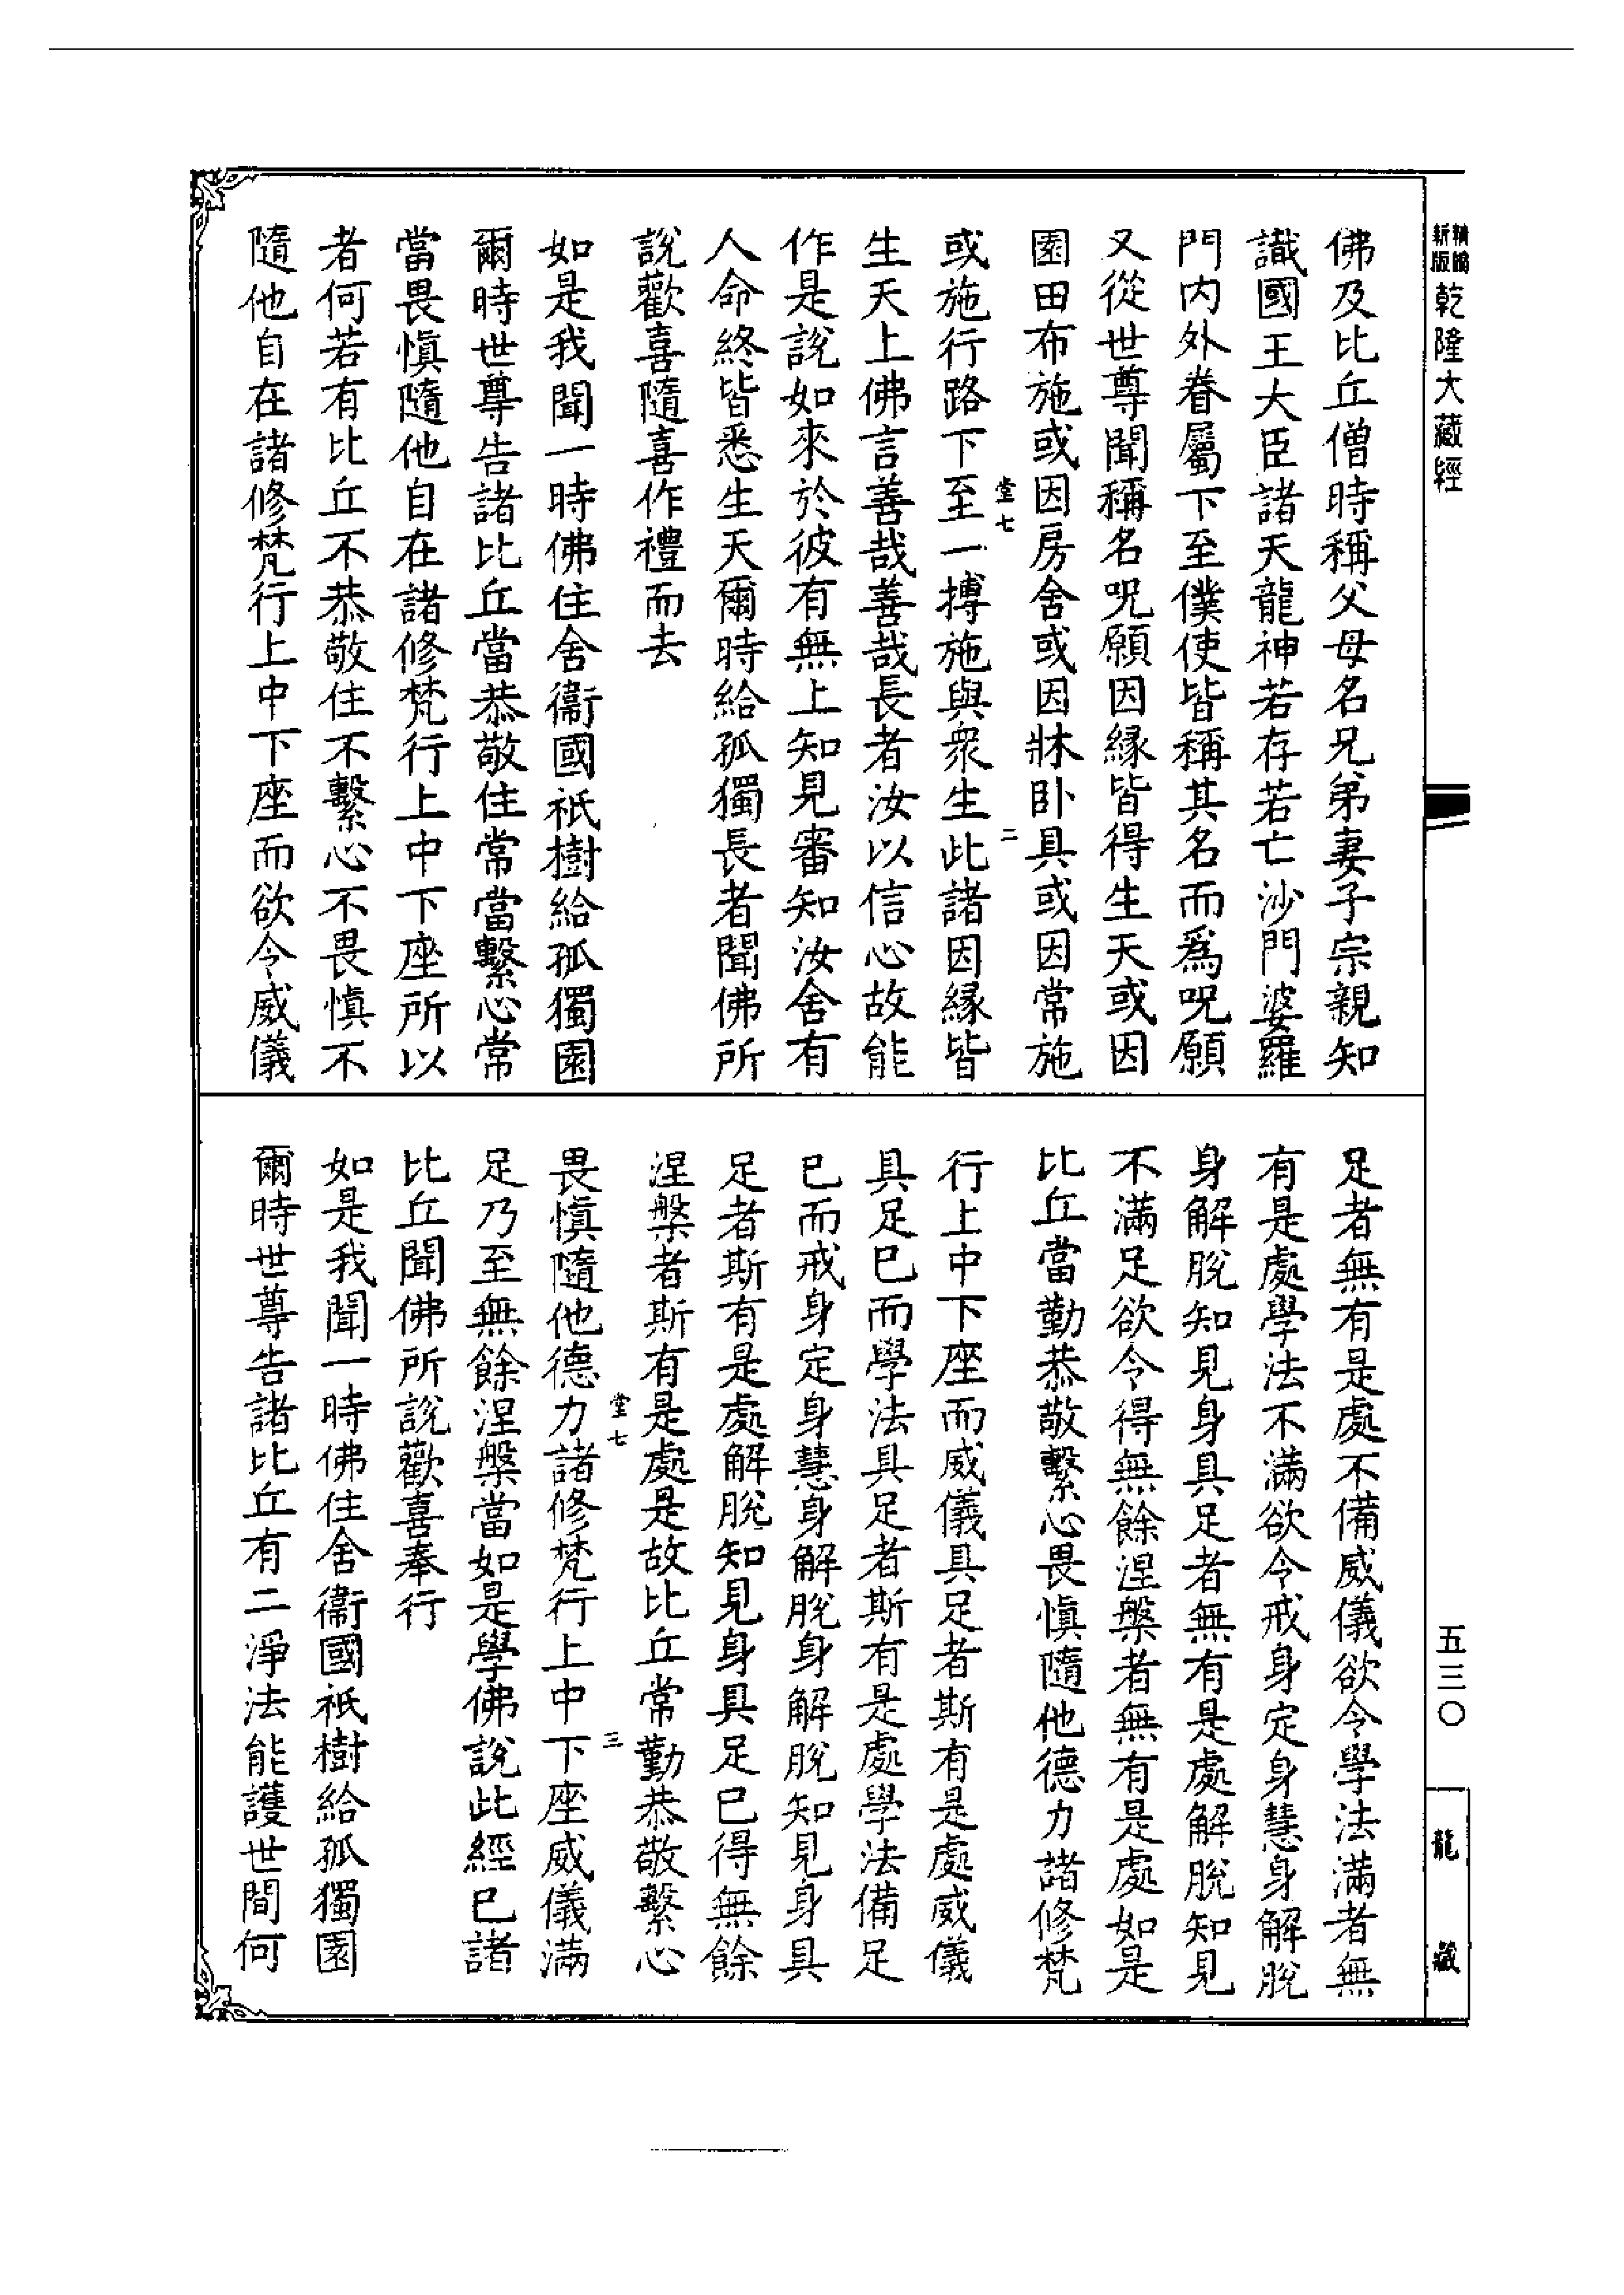 精編新版
乾隆大藏經
佛及比丘僧時稱父母名兄弟妻子宗親知
識國王大臣諸天龍神若存若亡沙門婆羅
門内外眷屬下至僕使皆稱其名而爲呪願
又從世尊聞稱名呪願因緣皆得生天或因
園田布施或因房舍或因牀卧具或因常施
堂七
二
或施行路下至一摶施與衆生此諸因緣皆
生天上佛言善哉善哉長者汝以信心故能
作是說如來於彼有無上知見審知汝舍有
人命終皆悉生天爾時給孤獨長者聞佛所
說歡喜隨喜作禮而去
如是我聞一時佛住舍衞國祇樹給孤獨園
爾時世尊告諸比丘當恭敬住常當繫心常
當畏慎隨他自在諸修梵行上中下座所以
者何若有比丘不恭敬住不繫心不畏慎不
隨他自在諸修梵行上中下座而欲令威儀
足者無有是處不備威儀欲令學法滿者無
有是處學法不滿欲令戒身定身慧身解脫
身解脫知見身具足者無有是處解脫知見
不滿足欲令得無餘涅槃者無有是處如是
比丘當勤恭敬繫心畏慎隨他德力諸修梵
行上中下座而威儀具足者斯有是處威儀
具足已而學法具足者斯有是處學法備足
已而戒身定身慧身解脫身解脫知見身具
足者斯有是處解脫知見身具足已得無餘
涅槃者斯有是處是故比丘常勤恭敬繫心
堂七
三
畏慎隨他德力諸修梵行上中下座威儀滿
足乃至無餘涅槃當如是學佛說此經已諸
比丘聞佛所說歡喜奉行
如是我聞一時佛住舍衞國祇樹給孤獨園
爾時世尊告諸比丘有二淨法能護世間何
五三〇
龍藏